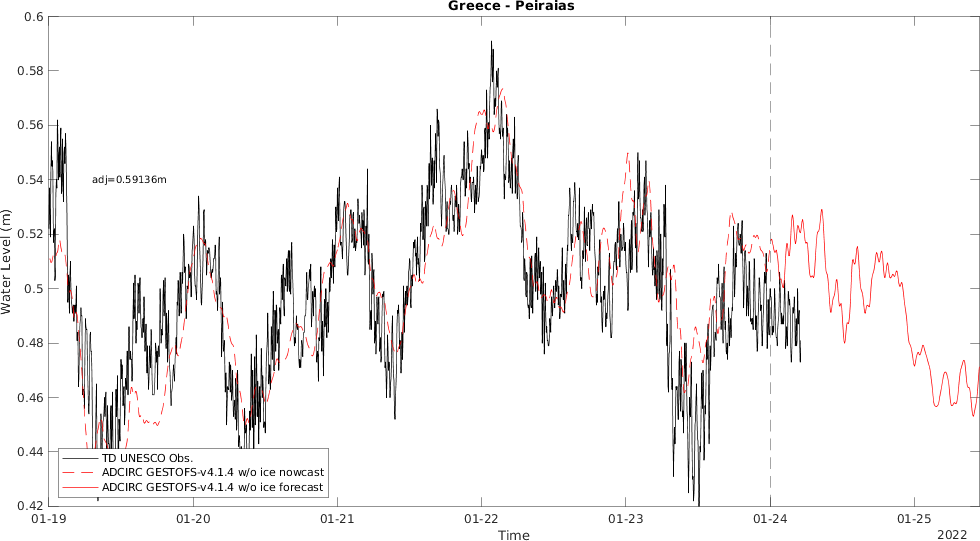 Greece - Peiraias
0.6
0.58
0.56
0.54
0.52
0.5
0.48
0.46
0.44
0.42
Water Level (m)
adj=0.59136m
TD UNESCO Obs.
ADCIRC GESTOFS-v4.1.4 w/o ice nowcast
ADCIRC GESTOFS-v4.1.4 w/o ice forecast
01-19 01-20 01-21 01-22 01-23 01-24 01-25
Time
2022